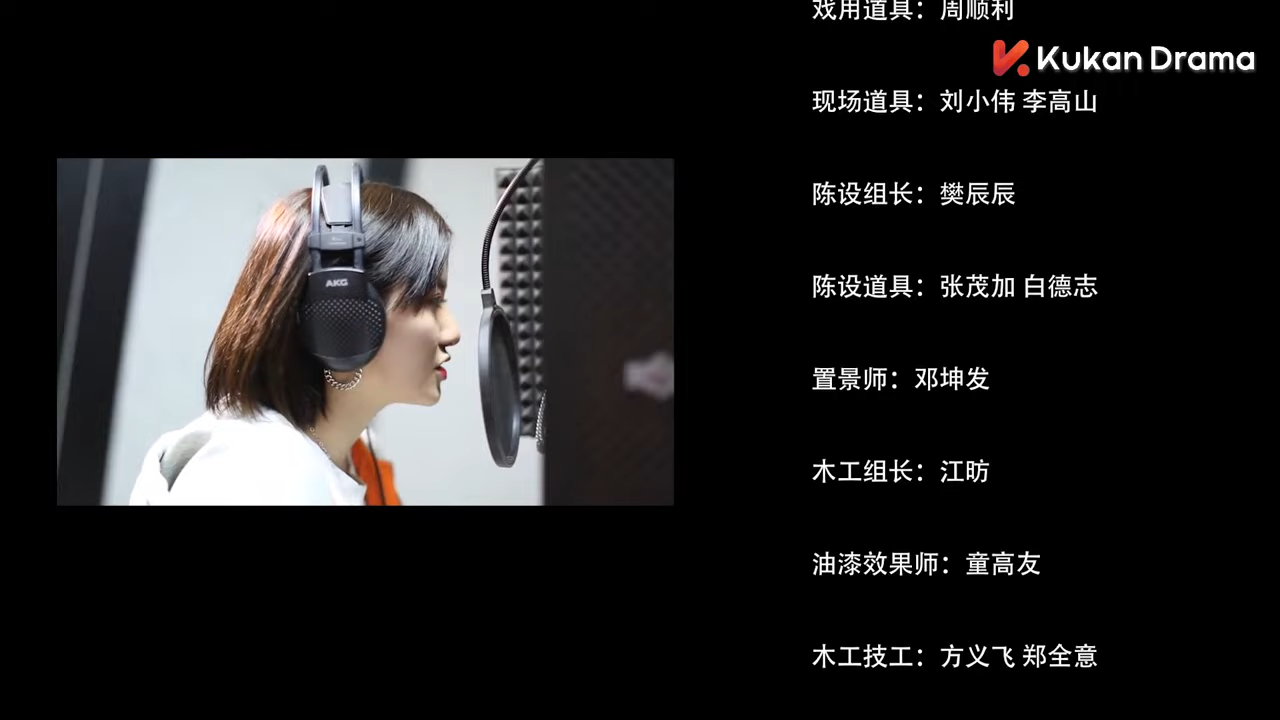 戏用道具：周顺利
Kukan Drama
现场道具：刘小伟 李高山
陈设组长：樊辰辰
陈设道具：张茂加 白德志
AKG
置景师：邓坤发
木工组长：江昉
油漆效果师：童高友
木工技工：方义飞 郑全意